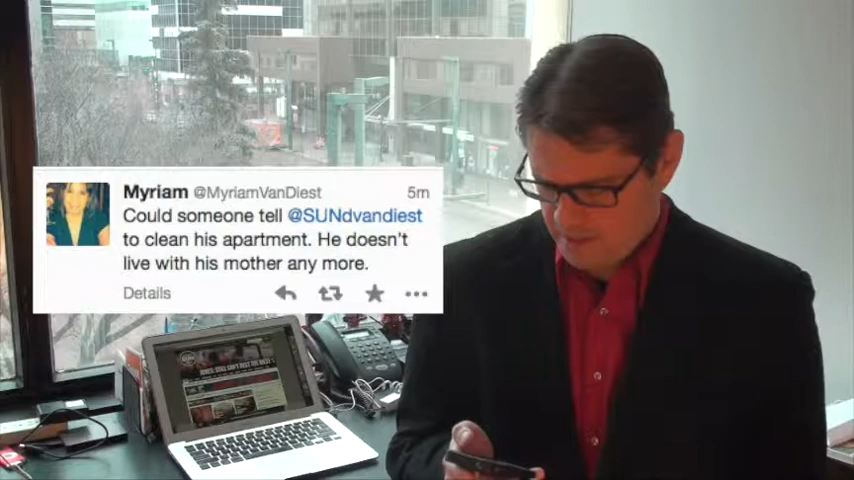 Myriam @MyriamVanDiest 5m
Could someone tell @SUNdvandiest
to clean his apartment. He doesn't
live with his mother any more.
Details